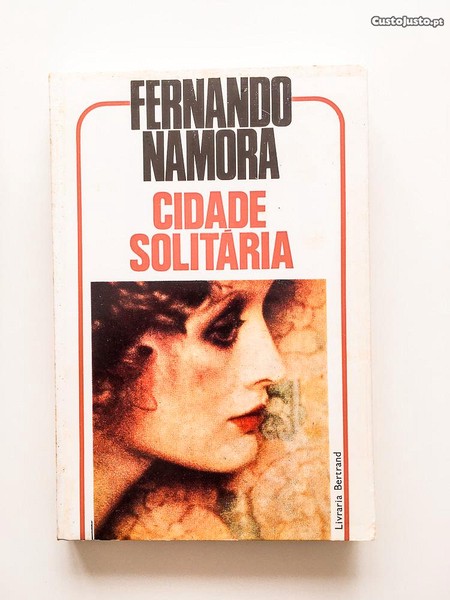 CustoJusto.pt
FERNANDO
NAMORA
CIDADE
SOLITÁRIA
Livraria Bertrand